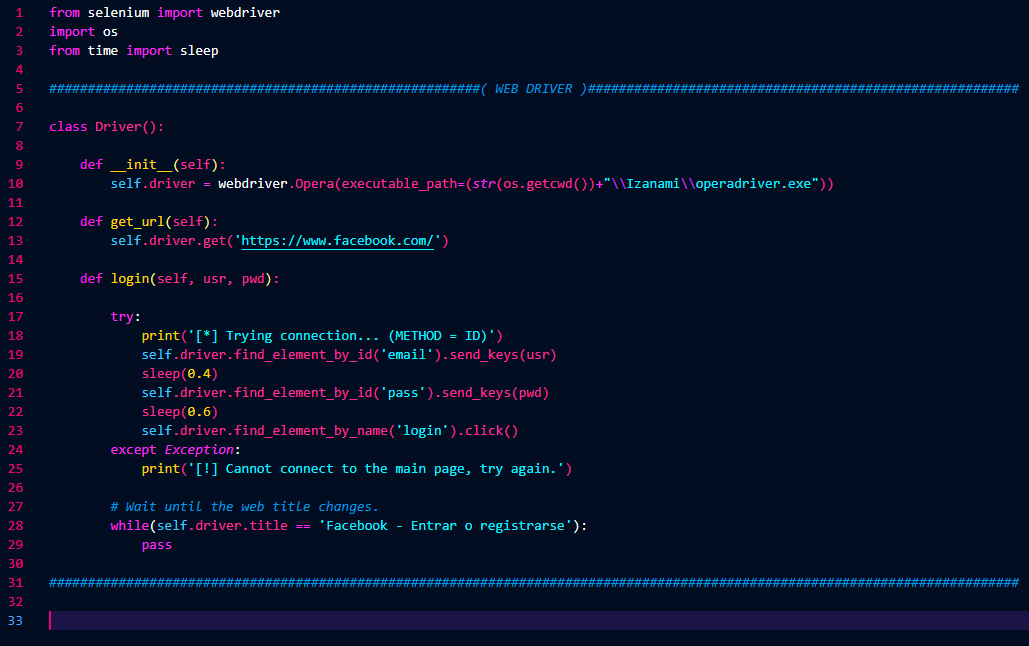 1 from selenium import webdriver
2 import os
3 from time import sleep
4
5 ########################################################( WEB DRIVER )########################################################
6
7 class Driver():
8
9 def __init__(self):
10 self.driver = webdriver.Opera(executable_path=(str(os.getcwd())+"\\Izanami\\operadriver.exe"))
11
12 def get_url(self):
13 self.driver.get('https://www.facebook.com/')
14
15 def login(self, usr, pwd):
16
17 try:
18 print('[*] Trying connection... (METHOD = ID)')
19 self.driver.find_element_by_id('email').send_keys(usr)
20 sleep(0.4)
21 self.driver.find_element_by_id('pass').send_keys(pwd)
22 sleep(0.6)
23 self.driver.find_element_by_name('login').click()
24 except Exception:
25 print('[!] Cannot connect to the main page, try again.')
26
27 # Wait until the web title changes.
28 while(self.driver.title == 'Facebook - Entrar o registrarse'):
29 pass
30
31 ##############################################################################################################################
32
33